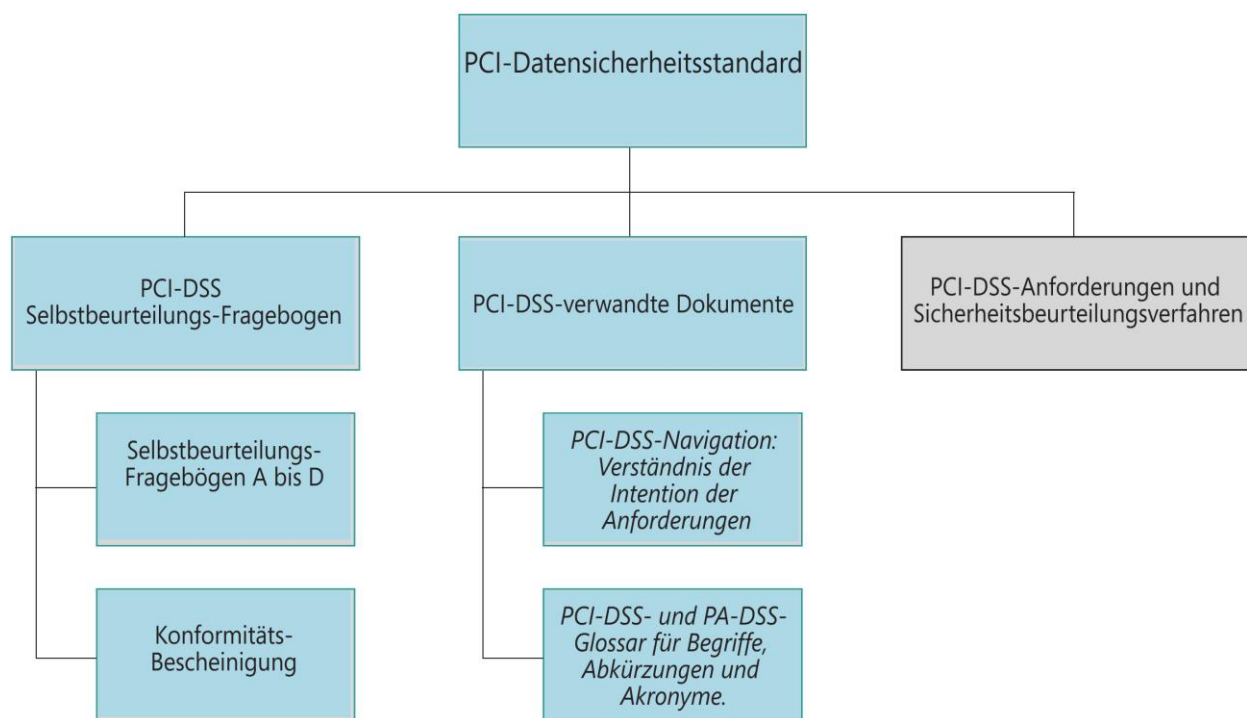 PCI-Datensicherheitsstandard
PCI-DSS
Selbstbeurteilungs-Fragebogen
PCI-DSS-verwandte Dokumente
PCI-DSS-Anforderungen und
Sicherheitsbeurteilungsverfahren
Selbstbeurteilungs-
Fragebögen A bis D
PCI-DSS-Navigation:
Verständnis der
Intention der
Anforderungen
Konformitäts-
Bescheinigung
PCI-DSS- und PA-DSS-
Glossar für Begriffe,
Abkürzungen und
Akronyme.